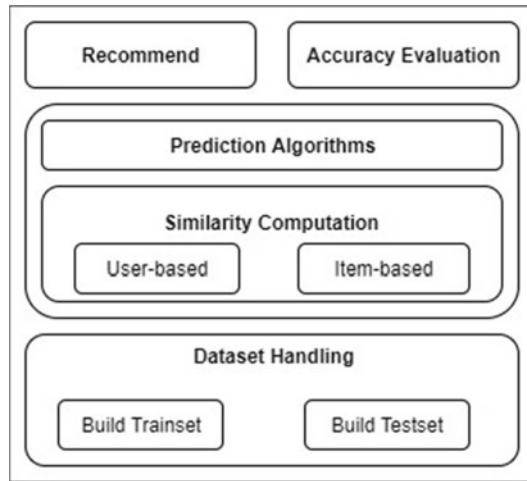 Recommend
Accuracy Evaluation
Prediction Algorithms
Similarity Computation
User-based
Item-based
Dataset Handling
Build Trainset
Build Testset